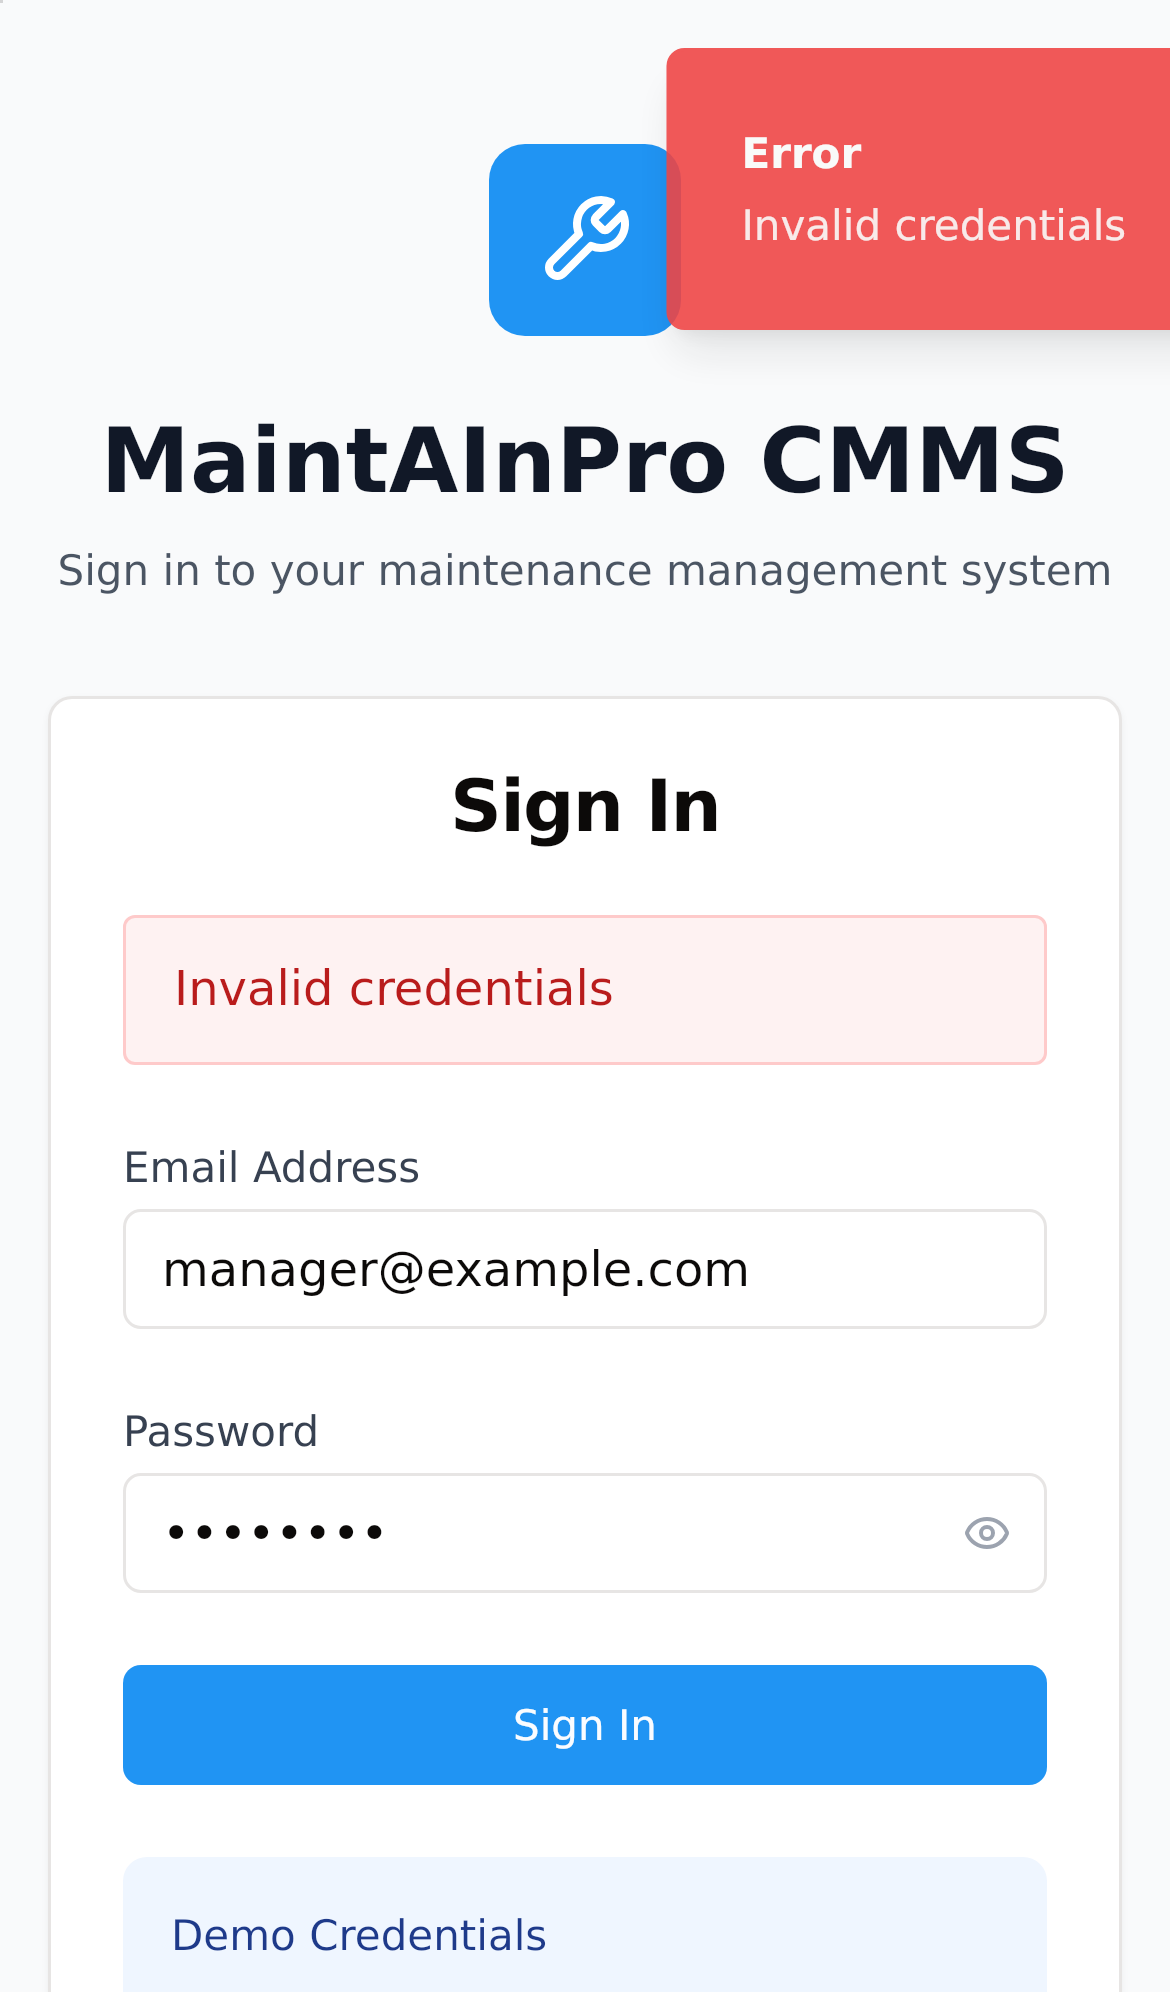 Error
Invalid credentials
MaintAInPro CMMS
Sign in to your maintenance management system
Sign In
Invalid credentials
Email Address
manager@example.com
Password
••••••••
Sign In
Demo Credentials